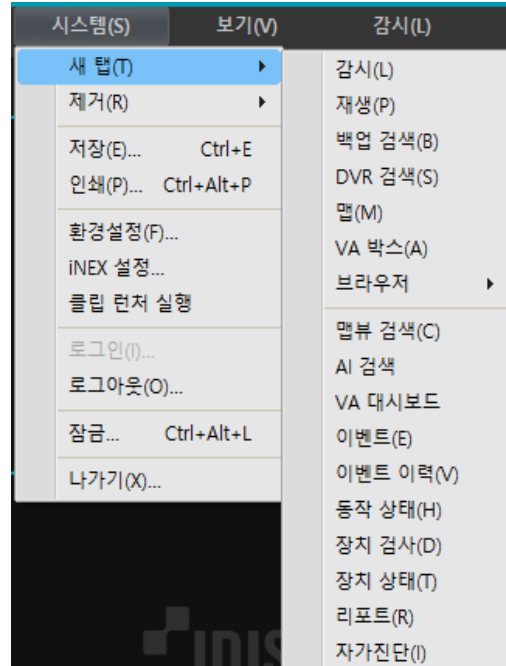 시스템(S) 보기(V) 감시(L)
새 탭(T)
제거(R)
저장(E)... Ctrl+E
인쇄(P)... Ctrl+Alt+P
환경설정(F)...
iNEX 설정...
클립 런처 실행
로그인(I)...
로그아웃(O)...
잠금... Ctrl+Alt+L
나가기(X)...
감시(L)
재생(P)
백업 검색(B)
DVR 검색(S)
맵(M)
VA 박스(A)
브라우저
맵뷰 검색(C)
AI 검색
VA 대시보드
이벤트(E)
이벤트 이력(V)
동작 상태(H)
장치 검사(D)
장치 상태(T)
리포트(R)
자가진단(I)